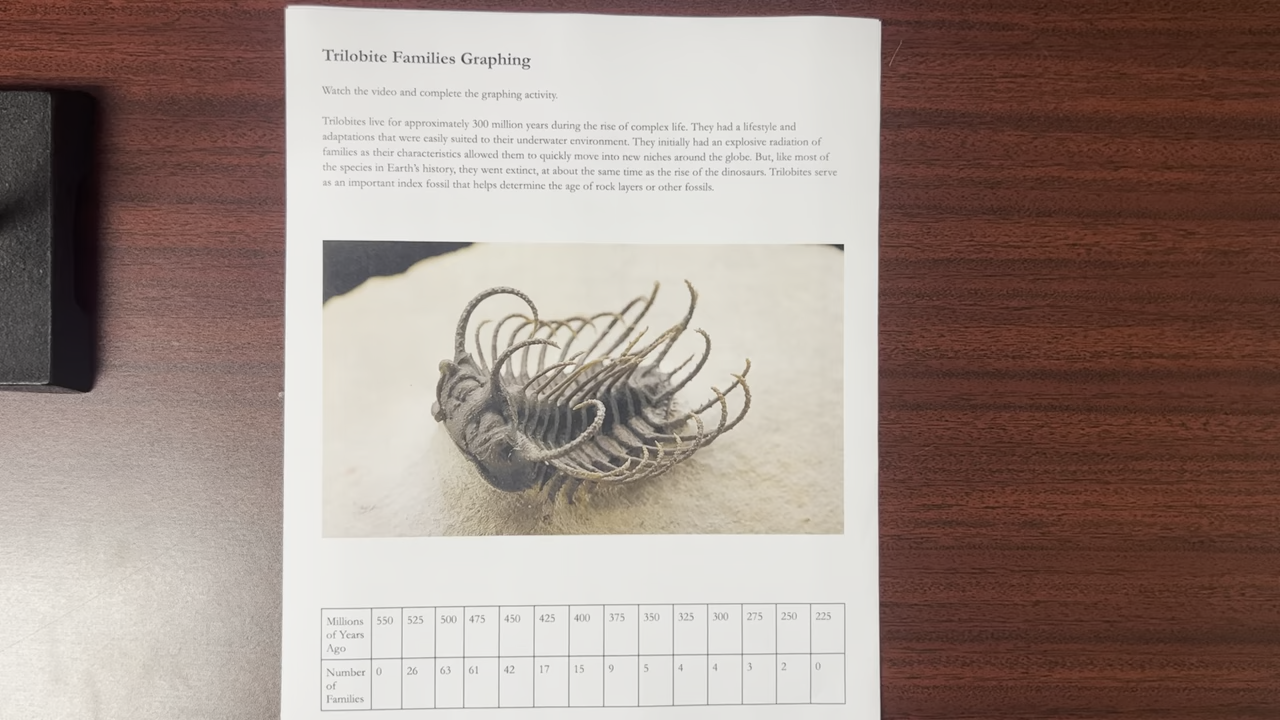 Trilobite Families Graphing
Watch the video and complete the graphing activity.
Trilobites live for approximately 300 million years during the rise of complex life. They had a lifestyle and
adaptations that were easily suited to their underwater environment. They initially had an explosive radiation of
families as their characteristics allowed them to quickly move into new niches around the globe. But, like most of
the species in Earth's history, they went extinct, at about the same time as the rise of the dinosaurs. Trilobites serve
as an important index fossil that helps determine the age of rock layers or other fossils.
Millions of Years Ago 550 525 500 475 450 425 400 375 350 325 300 275 250 225
Number of Families 0 26 63 61 42 17 15 9 5 4 4 3 2 0